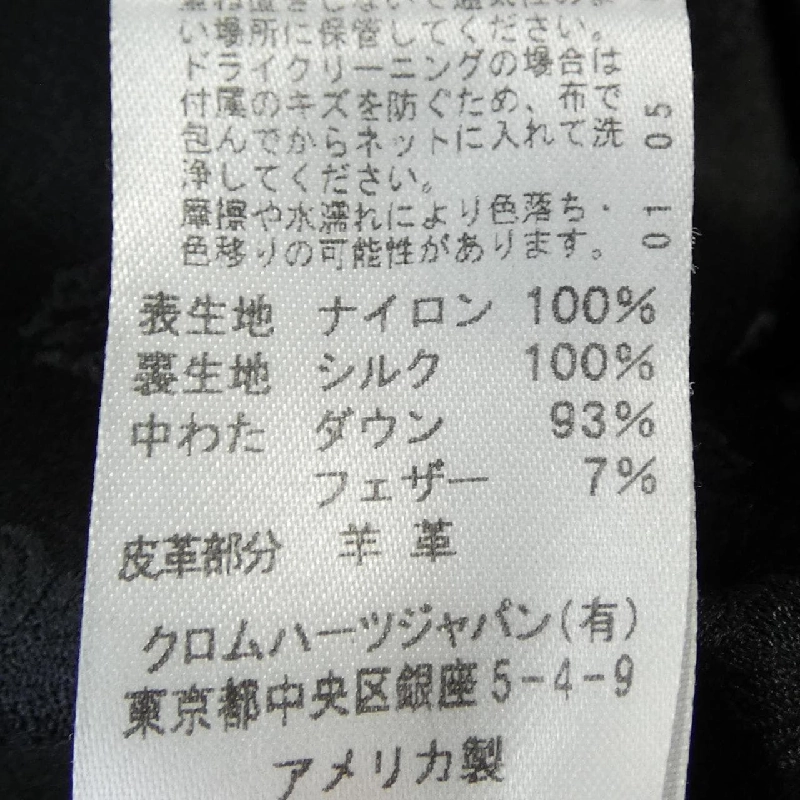 い場所に保管してください。
ドライクリーニングの場合は
付属のキズを防ぐため、布で
包んでからネットに入れて洗
浄してください。
摩擦や水濡れにより色落ち・
色移りの可能性があります。
01 05
表生地 ナイロン 100%
裏生地 シルク 100%
中わた ダウン 93%
フェザー 7%
皮革部分 羊革
クロムハーツジャパン(有)
東京都中央区銀座5-4-9
アメリカ製